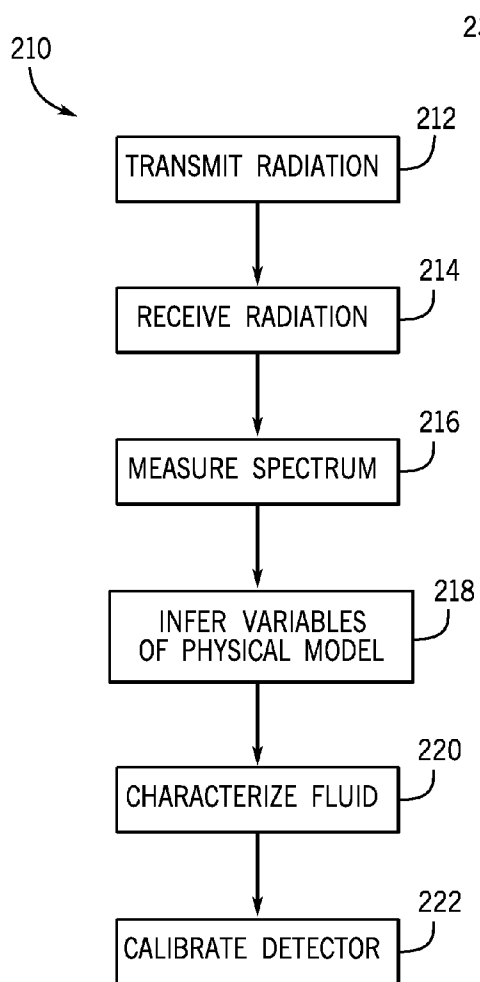 210
212
TRANSMIT RADIATION
214
RECEIVE RADIATION
216
MEASURE SPECTRUM
218
INFER VARIABLES
OF PHYSICAL MODEL
220
CHARACTERIZE FLUID
222
CALIBRATE DETECTOR